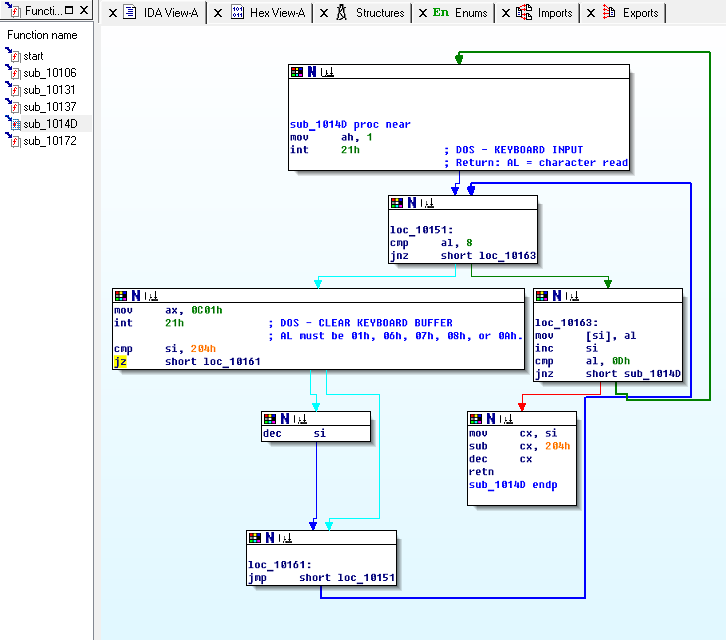 Functi...
IDA View-A
Hex View-A
Structures
En Enums
Imports
Exports
Function name
start
sub_10106
sub_10131
sub_10137
sub_1014D
sub_10172
sub_1014D proc near
mov ah, 1
int 21h ; DOS - KEYBOARD INPUT
; Return: AL = character read
loc_10151:
cmp al, 8
jnz short loc_10163
mov ax, 0C01h
int 21h ; DOS - CLEAR KEYBOARD BUFFER
; AL must be 01h, 06h, 07h, 08h, or 0Ah.
cmp si, 204h
jz short loc_10161
loc_10163:
mov [si], al
inc si
cmp al, 0Dh
jnz short sub_1014D
dec si
mov cx, si
sub cx, 204h
dec cx
retn
sub_1014D endp
loc_10161:
jmp short loc_10151